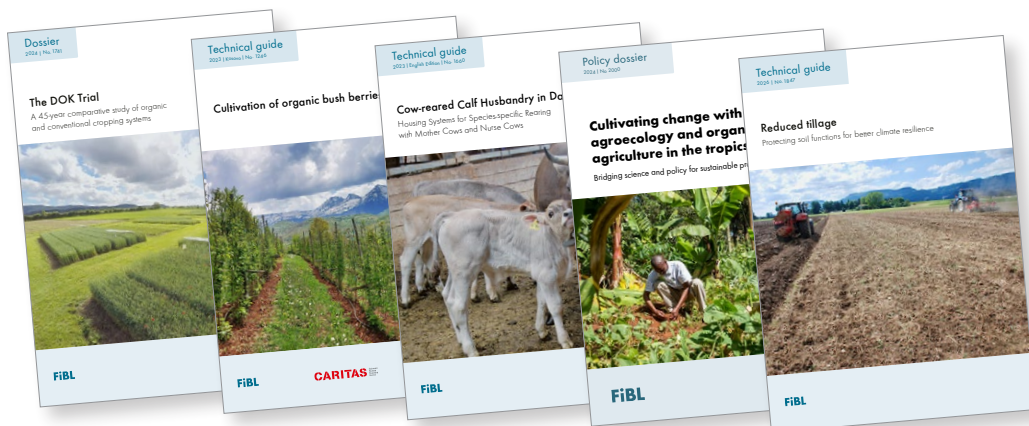 Dossier
2024 | No. 1781
The DOK Trial
A 45-year comparative study of organic
and conventional cropping systems
FiBL
Technical guide
Cultivation of organic bush berries
FiBL
CARITAS
Technical guide
Cow-reared Calf Husbandry in Da
Housing Systems for Species-specific Rearing
with Mother Cows and Nurse Cows
FiBL
Policy dossier
Cultivating change with
agroecology and organ
agriculture in the tropics
Bridging science and policy for sustainable pr
FiBL
Technical guide
Reduced tillage
Protecting soil functions for better climate resilience
FiBL